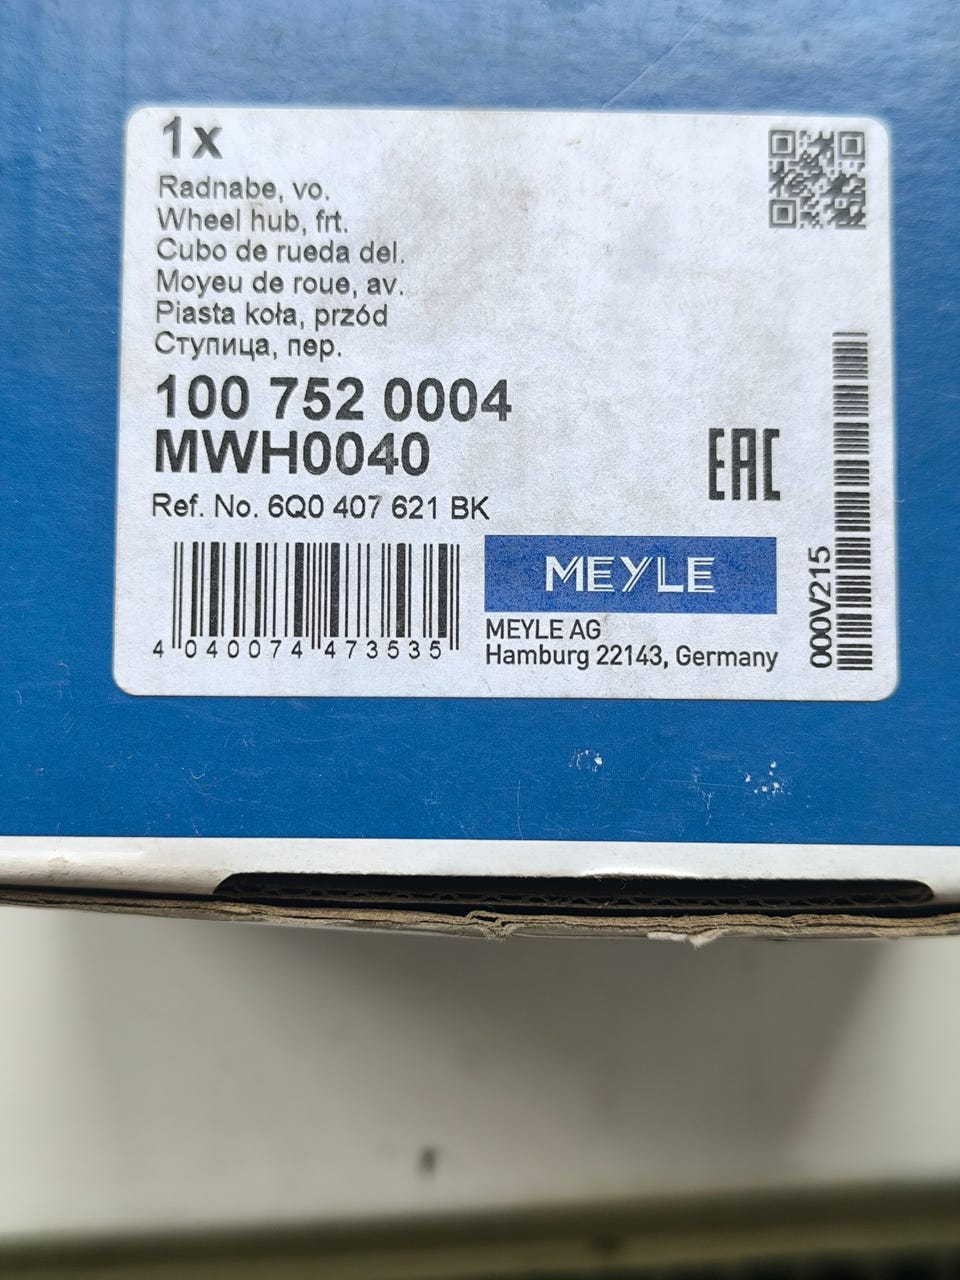 1x
Radnabe, vo.
Wheel hub, frt.
Cubo de rueda del.
Moyeu de roue, av.
Piasta koła, przód
Ступица, пер.
100 752 0004
MWH0040
Ref. No. 6Q0 407 621 BK
EAC
4 040074 473535
MEYLE
MEYLE AG
Hamburg 22143, Germany
000V215